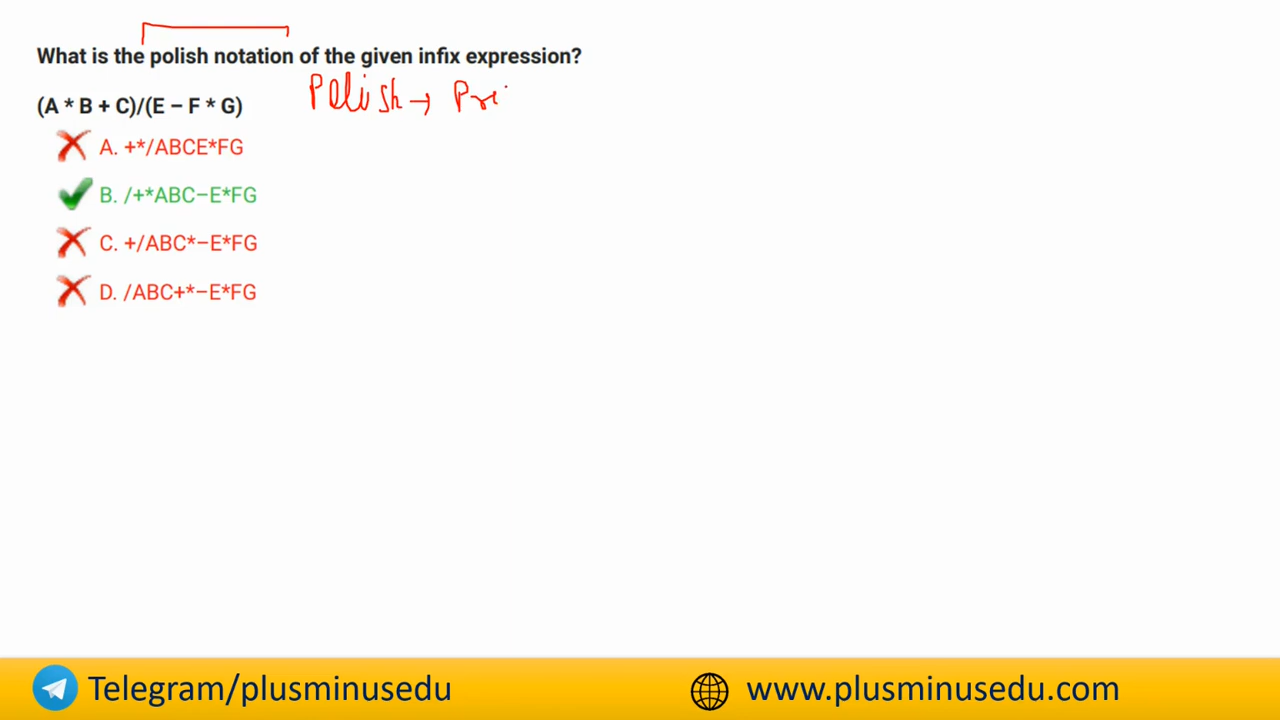 What is the polish notation of the given infix expression?
Polish → Pre
(A * B + C)/(E – F * G)
A. +*/ABCE*FG
B. /+*ABC–E*FG
C. +/ABC*–E*FG
D. /ABC+*–E*FG
Telegram/plusminusedu
www.plusminusedu.com